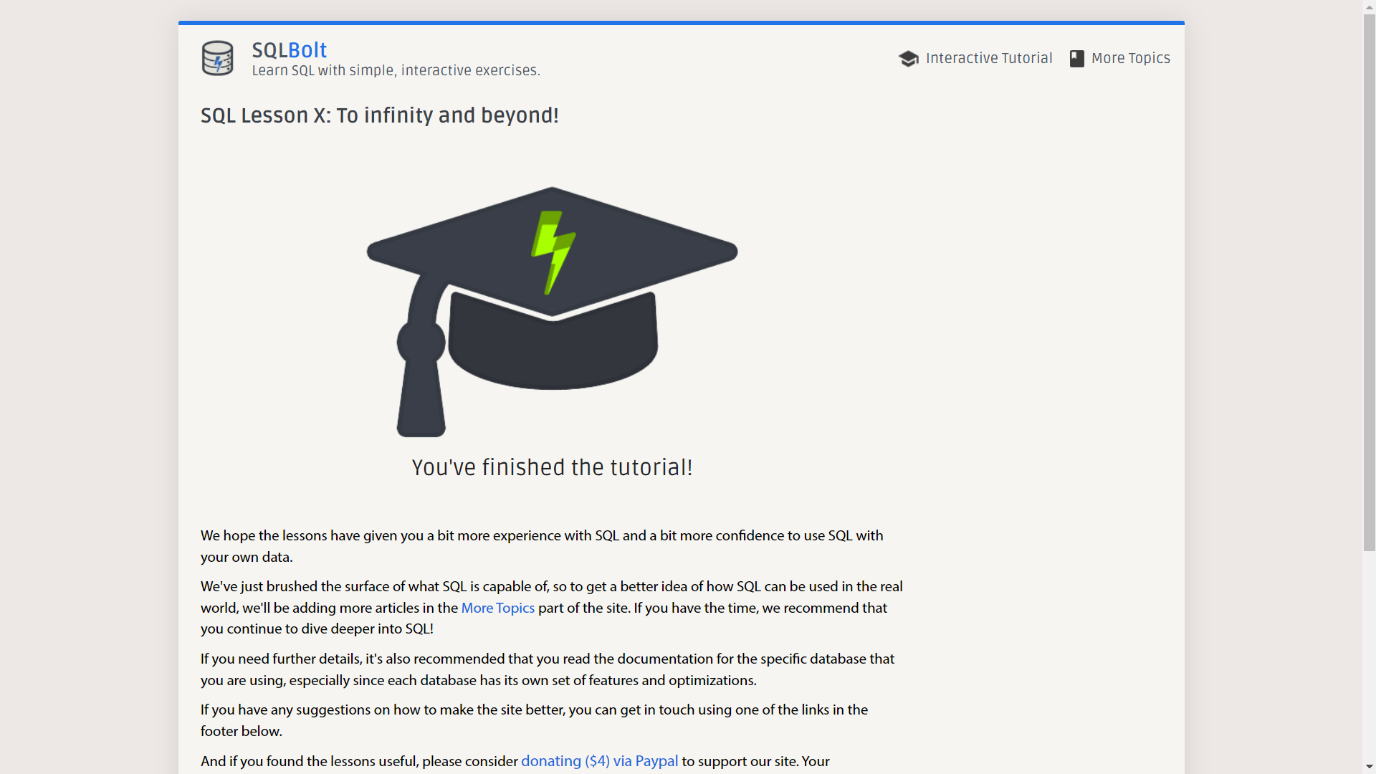 SQLBolt
Learn SQL with simple, interactive exercises.
Interactive Tutorial
More Topics
SQL Lesson X: To infinity and beyond!
You've finished the tutorial!
We hope the lessons have given you a bit more experience with SQL and a bit more confidence to use SQL with
your own data.
We've just brushed the surface of what SQL is capable of, so to get a better idea of how SQL can be used in the real
world, we'll be adding more articles in the More Topics part of the site. If you have the time, we recommend that
you continue to dive deeper into SQL!
If you need further details, it's also recommended that you read the documentation for the specific database that
you are using, especially since each database has its own set of features and optimizations.
If you have any suggestions on how to make the site better, you can get in touch using one of the links in the
footer below.
And if you found the lessons useful, please consider donating ($4) via Paypal to support our site. Your